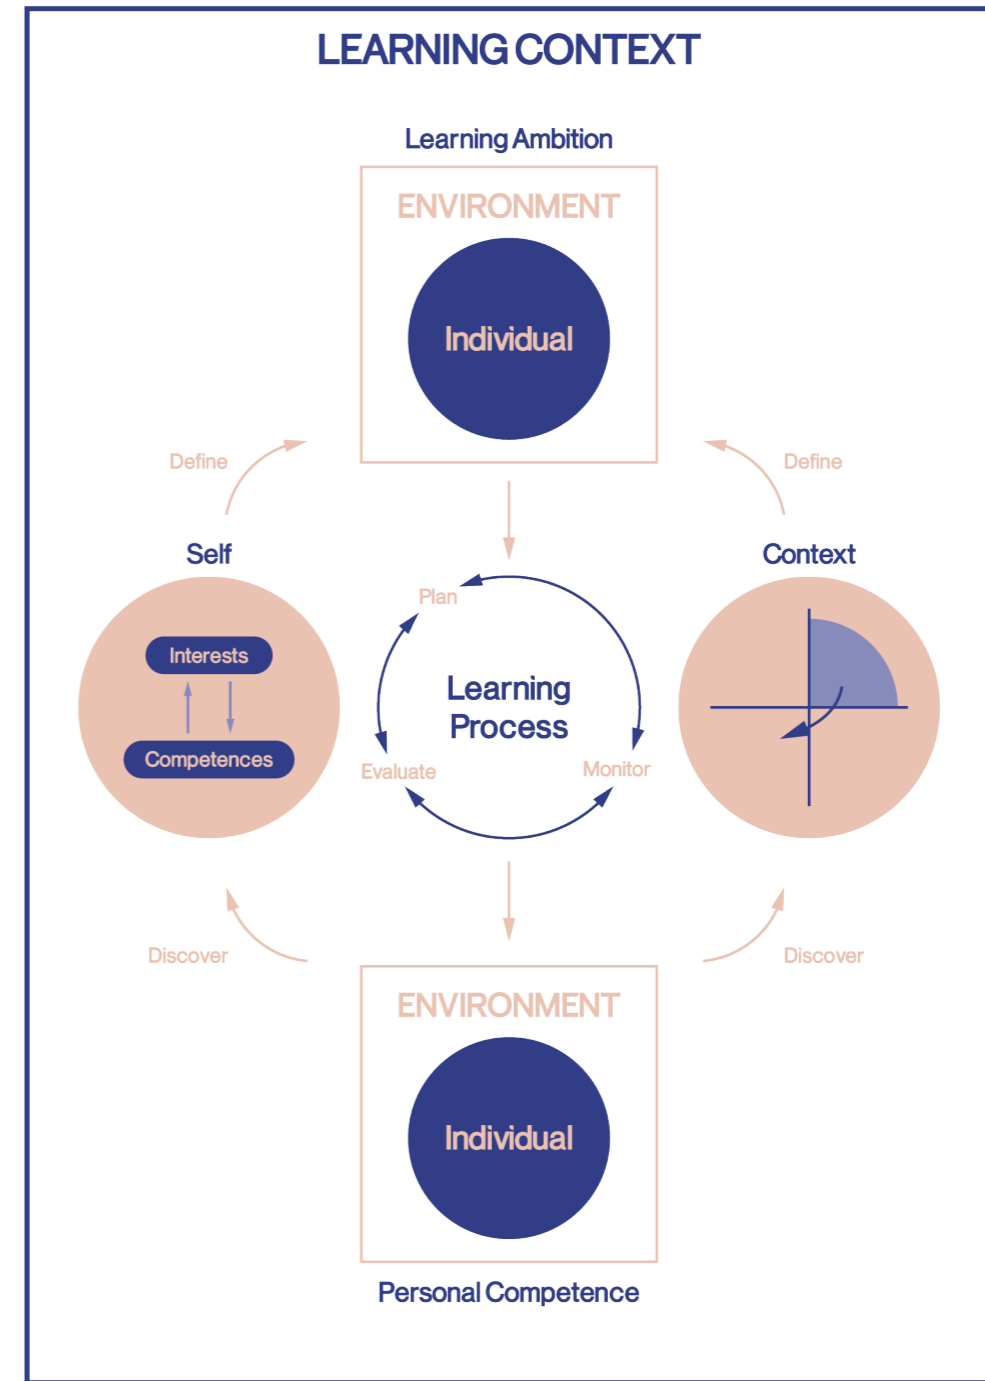 LEARNING CONTEXT
Learning Ambition
ENVIRONMENT
Individual
Define
Define
Self
Context
Interests
Competences
Plan
Learning
Process
Evaluate
Monitor
Discover
Discover
ENVIRONMENT
Individual
Personal Competence